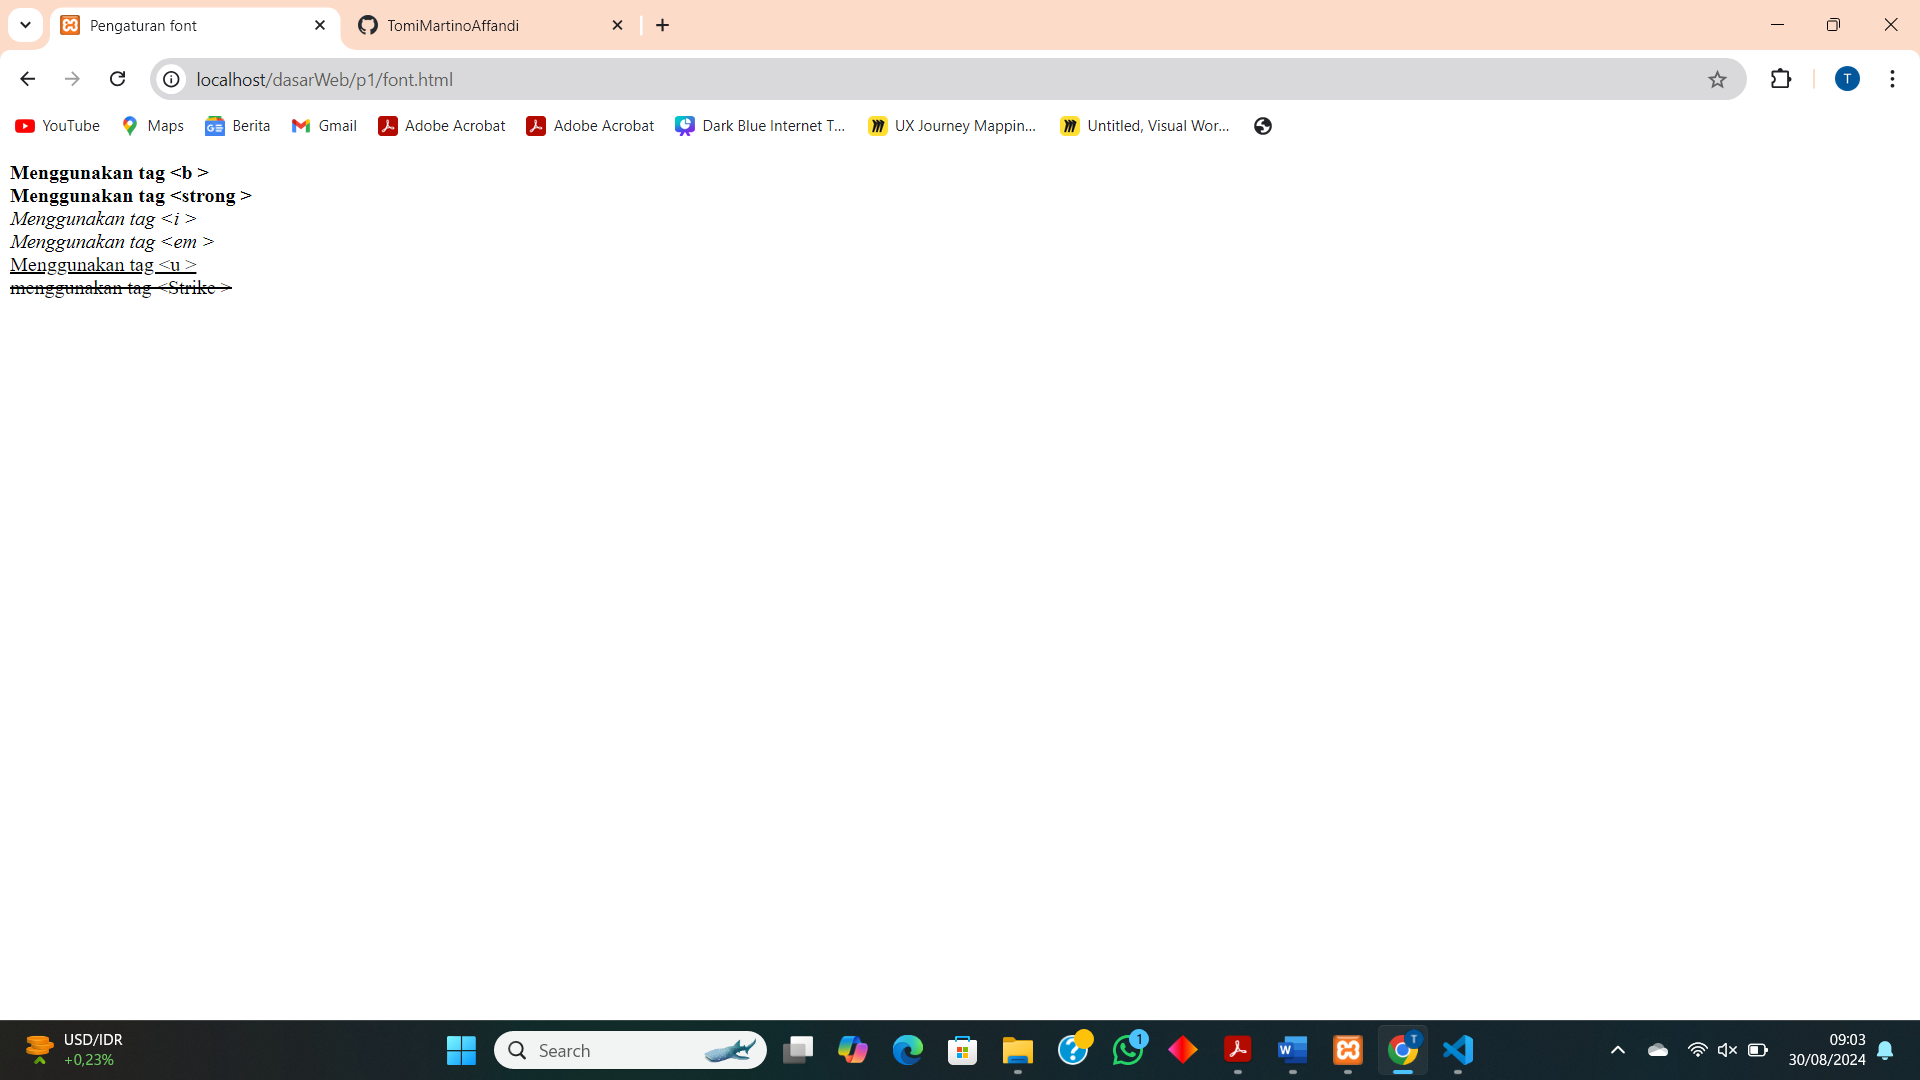 Pengaturan font
TomiMartinoAffandi
localhost/dasarWeb/p1/font.html
YouTube Maps Berita Gmail Adobe Acrobat Adobe Acrobat Dark Blue Internet T... UX Journey Mappin... Untitled, Visual Wor...
T
Menggunakan tag <b >
Menggunakan tag <strong >
Menggunakan tag <i >
Menggunakan tag <em >
Menggunakan tag <u >
menggunakan tag <Strike >
USD/IDR
+0,23%
Search
1
T
09:03
30/08/2024